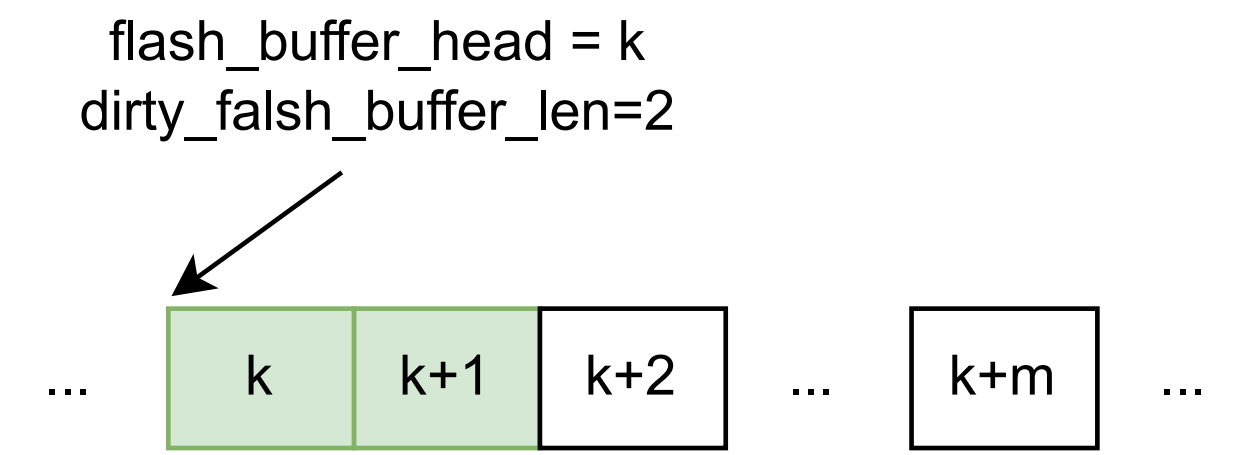 flash_buffer_head = k
dirty_falsh_buffer_len=2
... k k+1 k+2 ... k+m ...